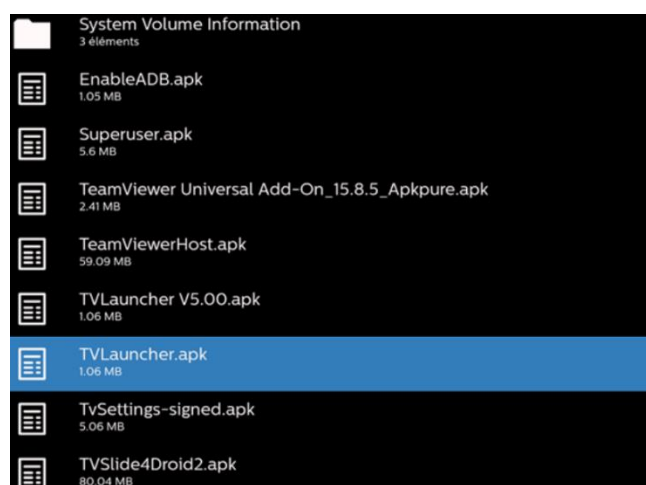 System Volume Information
3 éléments
EnableADB.apk
1.05 MB
Superuser.apk
5.6 MB
TeamViewer Universal Add-On_15.8.5_Apkpure.apk
2.41 MB
TeamViewerHost.apk
59.09 MB
TVLauncher V5.00.apk
1.06 MB
TVLauncher.apk
1.06 MB
TvSettings-signed.apk
5.06 MB
TVSlide4Droid2.apk
80.04 MB